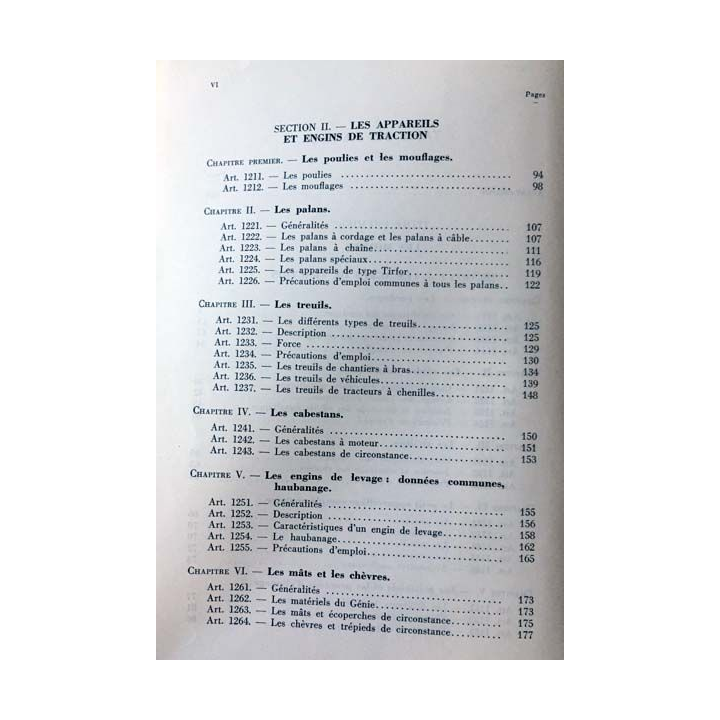 VI
Pages
SECTION II. — LES APPAREILS
ET ENGINS DE TRACTION
CHAPITRE PREMIER. — Les poulies et les mouflages.
Art. 1211. — Les poulies ........................................ 94
Art. 1212. — Les mouflages ...................................... 98
CHAPITRE II. — Les palans.
Art. 1221. — Généralités ........................................ 107
Art. 1222. — Les palans à cordage et les palans à câble......... 107
Art. 1223. — Les palans à chaîne................................ 111
Art. 1224. — Les palans spéciaux................................ 116
Art. 1225. — Les appareils de type Tirfor....................... 119
Art. 1226. — Précautions d'emploi communes à tous les palans.. 122
CHAPITRE III. — Les treuils.
Art. 1231. — Les différents types de treuils.................... 125
Art. 1232. — Description ........................................ 125
Art. 1233. — Force .............................................. 129
Art. 1234. — Précautions d'emploi............................... 130
Art. 1235. — Les treuils de chantiers à bras.................... 134
Art. 1236. — Les treuils de véhicules........................... 139
Art. 1237. — Les treuils de tracteurs à chenilles............... 148
CHAPITRE IV. — Les cabestans.
Art. 1241. — Généralités ........................................ 150
Art. 1242. — Les cabestans à moteur............................. 151
Art. 1243. — Les cabestans de circonstance...................... 153
CHAPITRE V. — Les engins de levage : données communes,
haubanage.
Art. 1251. — Généralités ........................................ 155
Art. 1252. — Description ........................................ 156
Art. 1253. — Caractéristiques d'un engin de levage.............. 158
Art. 1254. — Le haubanage ....................................... 162
Art. 1255. — Précautions d'emploi............................... 165
CHAPITRE VI. — Les mâts et les chèvres.
Art. 1261. — Généralités ........................................ 173
Art. 1262. — Les matériels du Génie............................. 173
Art. 1263. — Les mâts et écoperches de circonstance............. 175
Art. 1264. — Les chèvres et trépieds de circonstance............ 177